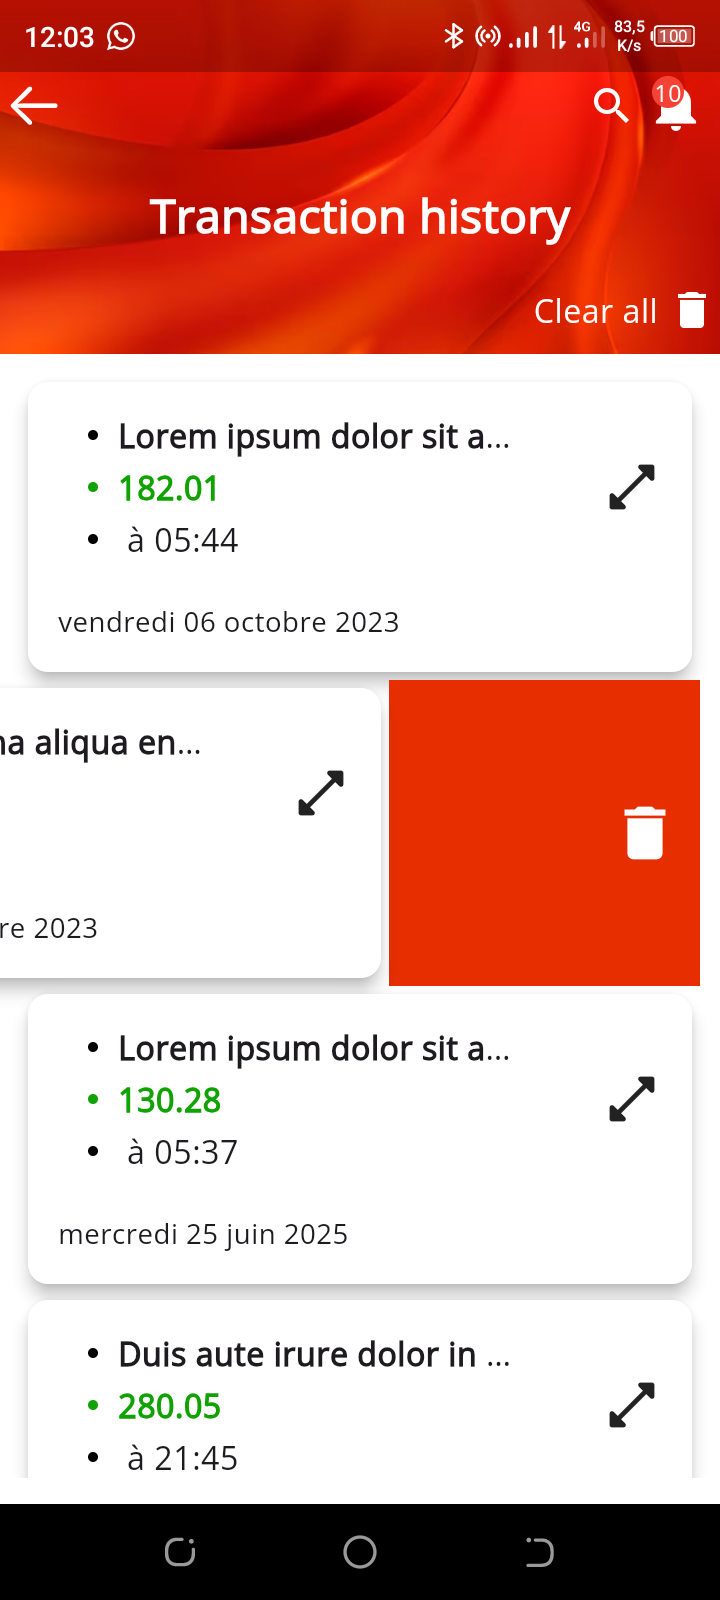 12:03
4G
83,5
K/s
100
10
Transaction history
Clear all
Lorem ipsum dolor sit a...
182.01
à 05:44
vendredi 06 octobre 2023
na aliqua en...
re 2023
Lorem ipsum dolor sit a...
130.28
à 05:37
mercredi 25 juin 2025
Duis aute irure dolor in ...
280.05
à 21:45